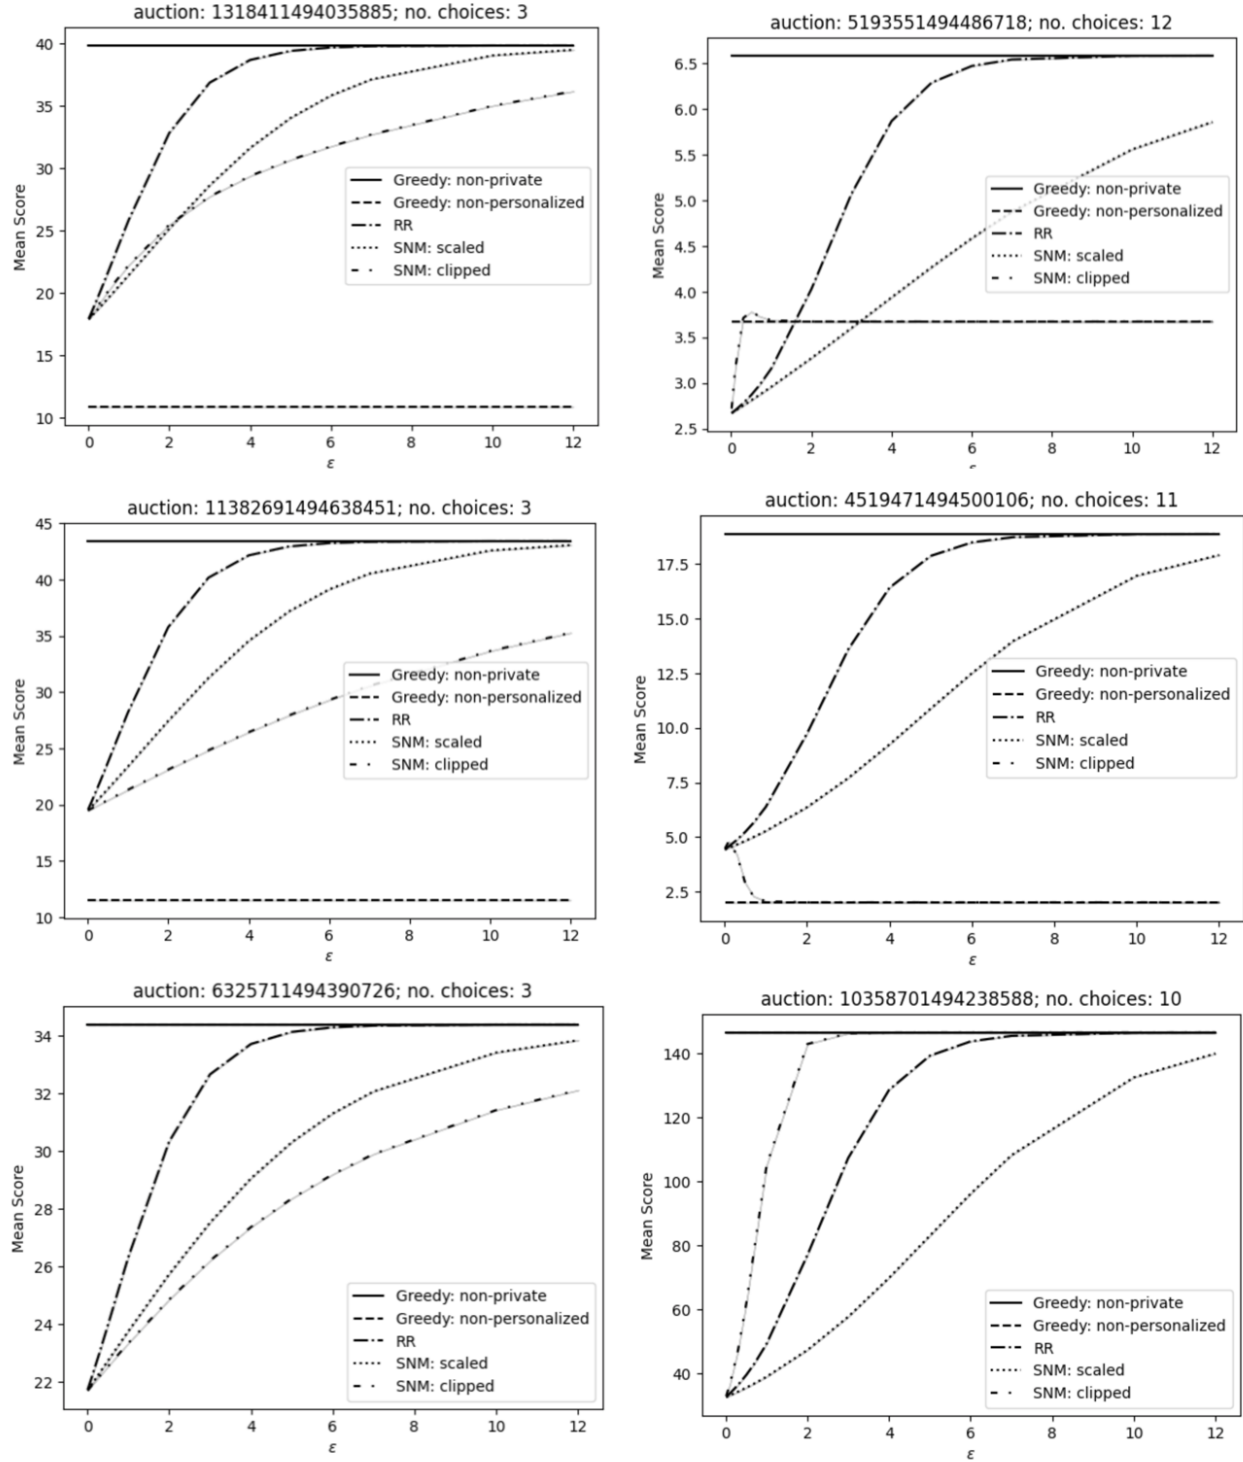 auction: 1318411494035885; no. choices: 3
40
35
30
25
20
15
10
Mean Score
Greedy: non-private
Greedy: non-personalized
RR
SNM: scaled
SNM: clipped
0 2 4 6 8 10 12
ε
auction: 5193551494486718; no. choices: 12
6.5
6.0
5.5
5.0
4.5
4.0
3.5
3.0
2.5
Mean Score
Greedy: non-private
Greedy: non-personalized
RR
SNM: scaled
SNM: clipped
0 2 4 6 8 10 12
auction: 11382691494638451; no. choices: 3
45
40
35
30
25
20
15
10
Mean Score
Greedy: non-private
Greedy: non-personalized
RR
SNM: scaled
SNM: clipped
0 2 4 6 8 10 12
ε
auction: 4519471494500106; no. choices: 11
17.5
15.0
12.5
10.0
7.5
5.0
2.5
Mean Score
Greedy: non-private
Greedy: non-personalized
RR
SNM: scaled
SNM: clipped
0 2 4 6 8 10 12
ε
auction: 6325711494390726; no. choices: 3
34
32
30
28
26
24
22
Mean Score
Greedy: non-private
Greedy: non-personalized
RR
SNM: scaled
SNM: clipped
0 2 4 6 8 10 12
ε
auction: 10358701494238588; no. choices: 10
140
120
100
80
60
40
Mean Score
Greedy: non-private
Greedy: non-personalized
RR
SNM: scaled
SNM: clipped
0 2 4 6 8 10 12
ε